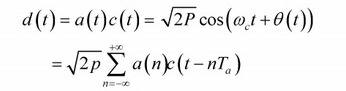 d(t) = a(t)c(t) = √2P cos(ω_c t + θ(t))
= √2p ∑_{n=-∞}^{+∞} a(n)c(t − nT_a)